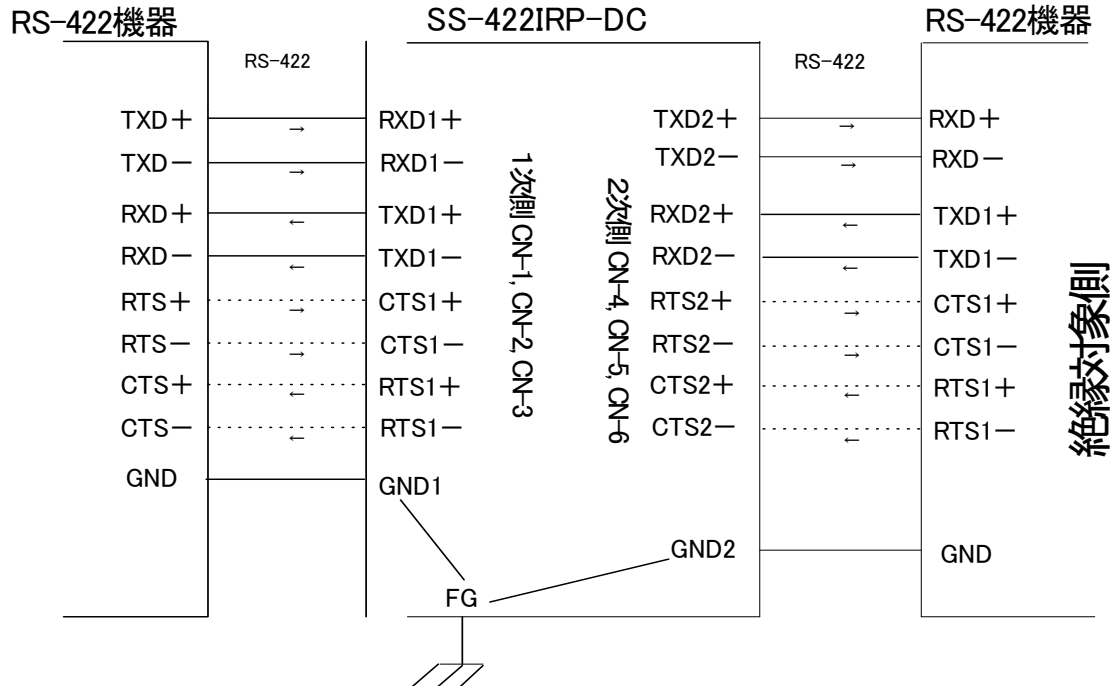 RS-422機器
SS-422IRP-DC
RS-422機器
RS-422
RS-422
TXD+ → RXD1+
TXD2+ → RXD+
TXD- → RXD1-
TXD2- → RXD-
RXD+ ← TXD1+
RXD2+ ← TXD1+
RXD- ← TXD1-
RXD2- ← TXD1-
RTS+ → CTS1+
RTS2+ → CTS1+
RTS- → CTS1-
RTS2- → CTS1-
CTS+ ← RTS1+
CTS2+ ← RTS1+
CTS- ← RTS1-
CTS2- ← RTS1-
GND GND1
GND2 GND
FG
1次側 CN-1, CN-2, CN-3
2次側 CN-4, CN-5, CN-6
絶縁対象側